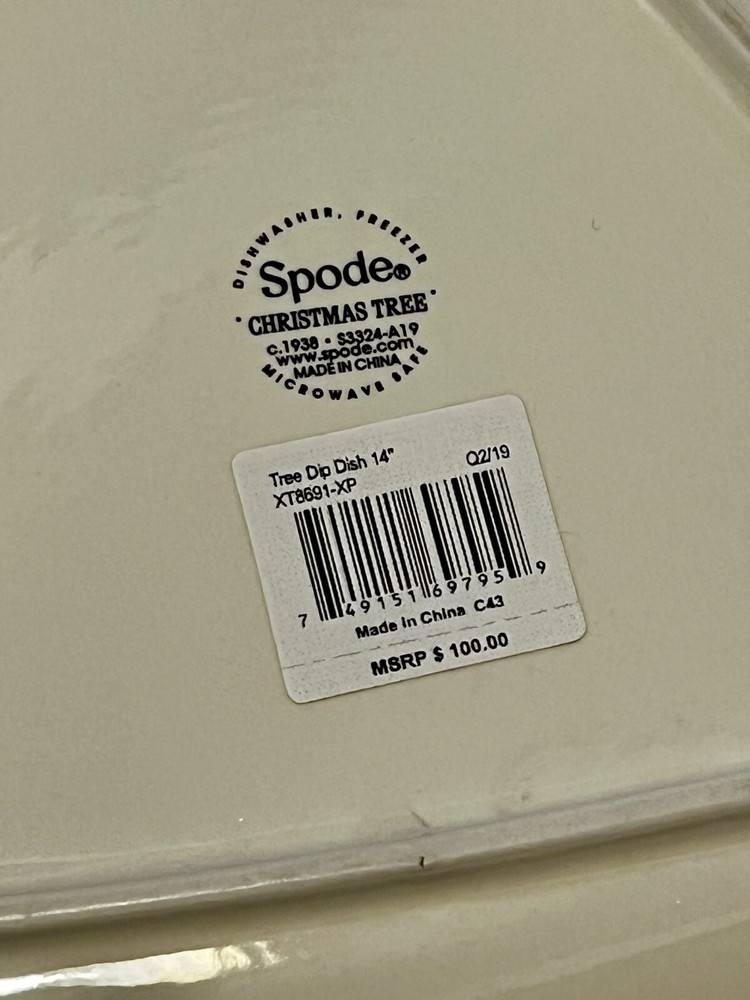 DISHWASHER, FREEZER
Spode®
· CHRISTMAS TREE ·
c.1938 · S3324-A19
www.spode.com
MADE IN CHINA
MICROWAVE SAFE
Tree Dip Dish 14" Q2/19
XT8691-XP
7 49151 69795 9
Made in China C43
MSRP $ 100.00